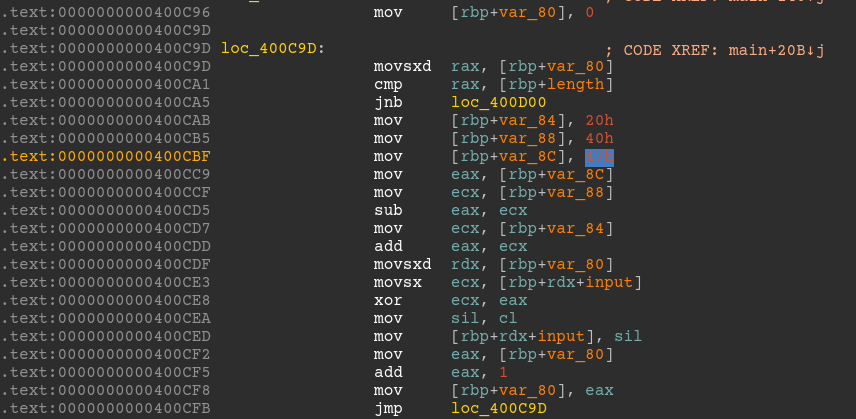 .text:0000000000400C96 mov [rbp+var_80], 0
.text:0000000000400C9D
.text:0000000000400C9D loc_400C9D: ; CODE XREF: main+20B↓j
.text:0000000000400C9D movsxd rax, [rbp+var_80]
.text:0000000000400CA1 cmp rax, [rbp+length]
.text:0000000000400CA5 jnb loc_400D00
.text:0000000000400CAB mov [rbp+var_84], 20h
.text:0000000000400CB5 mov [rbp+var_88], 40h
.text:0000000000400CBF mov [rbp+var_8C],
.text:0000000000400CC9 mov eax, [rbp+var_8C]
.text:0000000000400CCF mov ecx, [rbp+var_88]
.text:0000000000400CD5 sub eax, ecx
.text:0000000000400CD7 mov ecx, [rbp+var_84]
.text:0000000000400CDD add eax, ecx
.text:0000000000400CDF movsxd rdx, [rbp+var_80]
.text:0000000000400CE3 movsx ecx, [rbp+rdx+input]
.text:0000000000400CE8 xor ecx, eax
.text:0000000000400CEA mov sil, cl
.text:0000000000400CED mov [rbp+rdx+input], sil
.text:0000000000400CF2 mov eax, [rbp+var_80]
.text:0000000000400CF5 add eax, 1
.text:0000000000400CF8 mov [rbp+var_80], eax
.text:0000000000400CFB jmp loc_400C9D